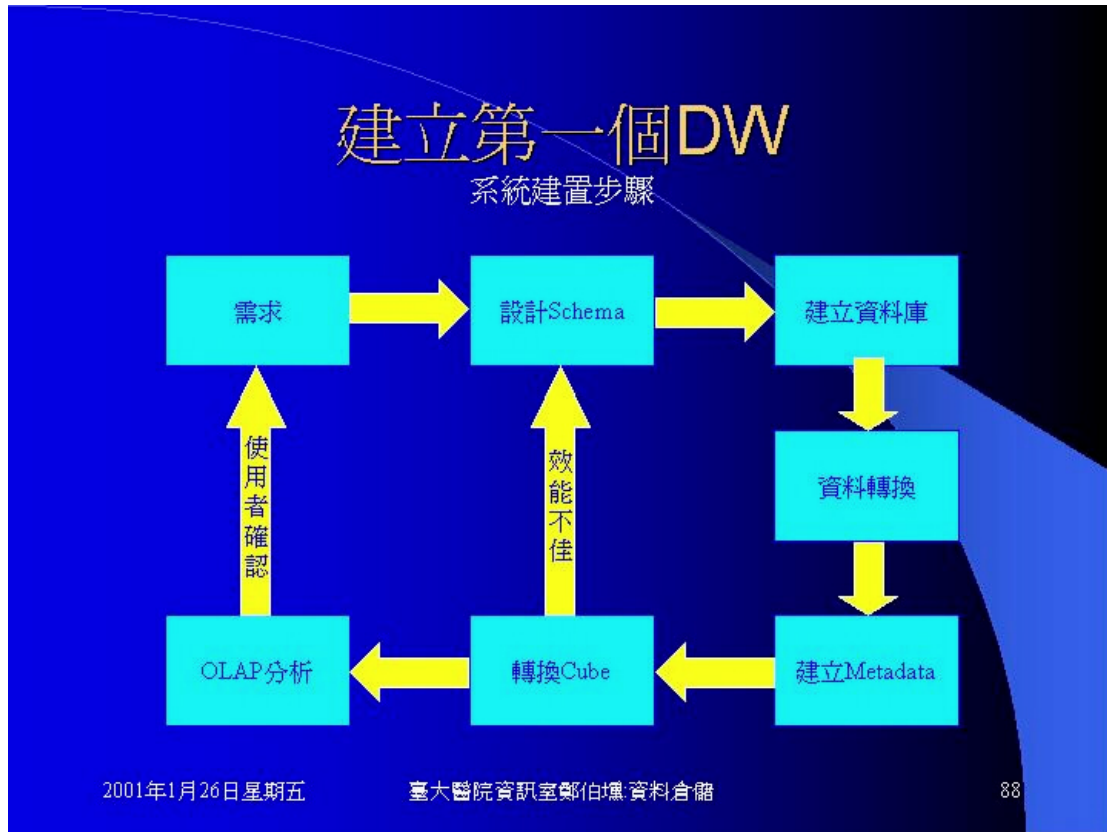 建立第一個DW
系統建置步驟
需求
設計Schema
建立資料庫
資料轉換
建立Metadata
轉換Cube
OLAP分析
效能不佳
使用者確認
2001年1月26日星期五
臺大醫院資訊室鄭伯壎:資料倉儲
88